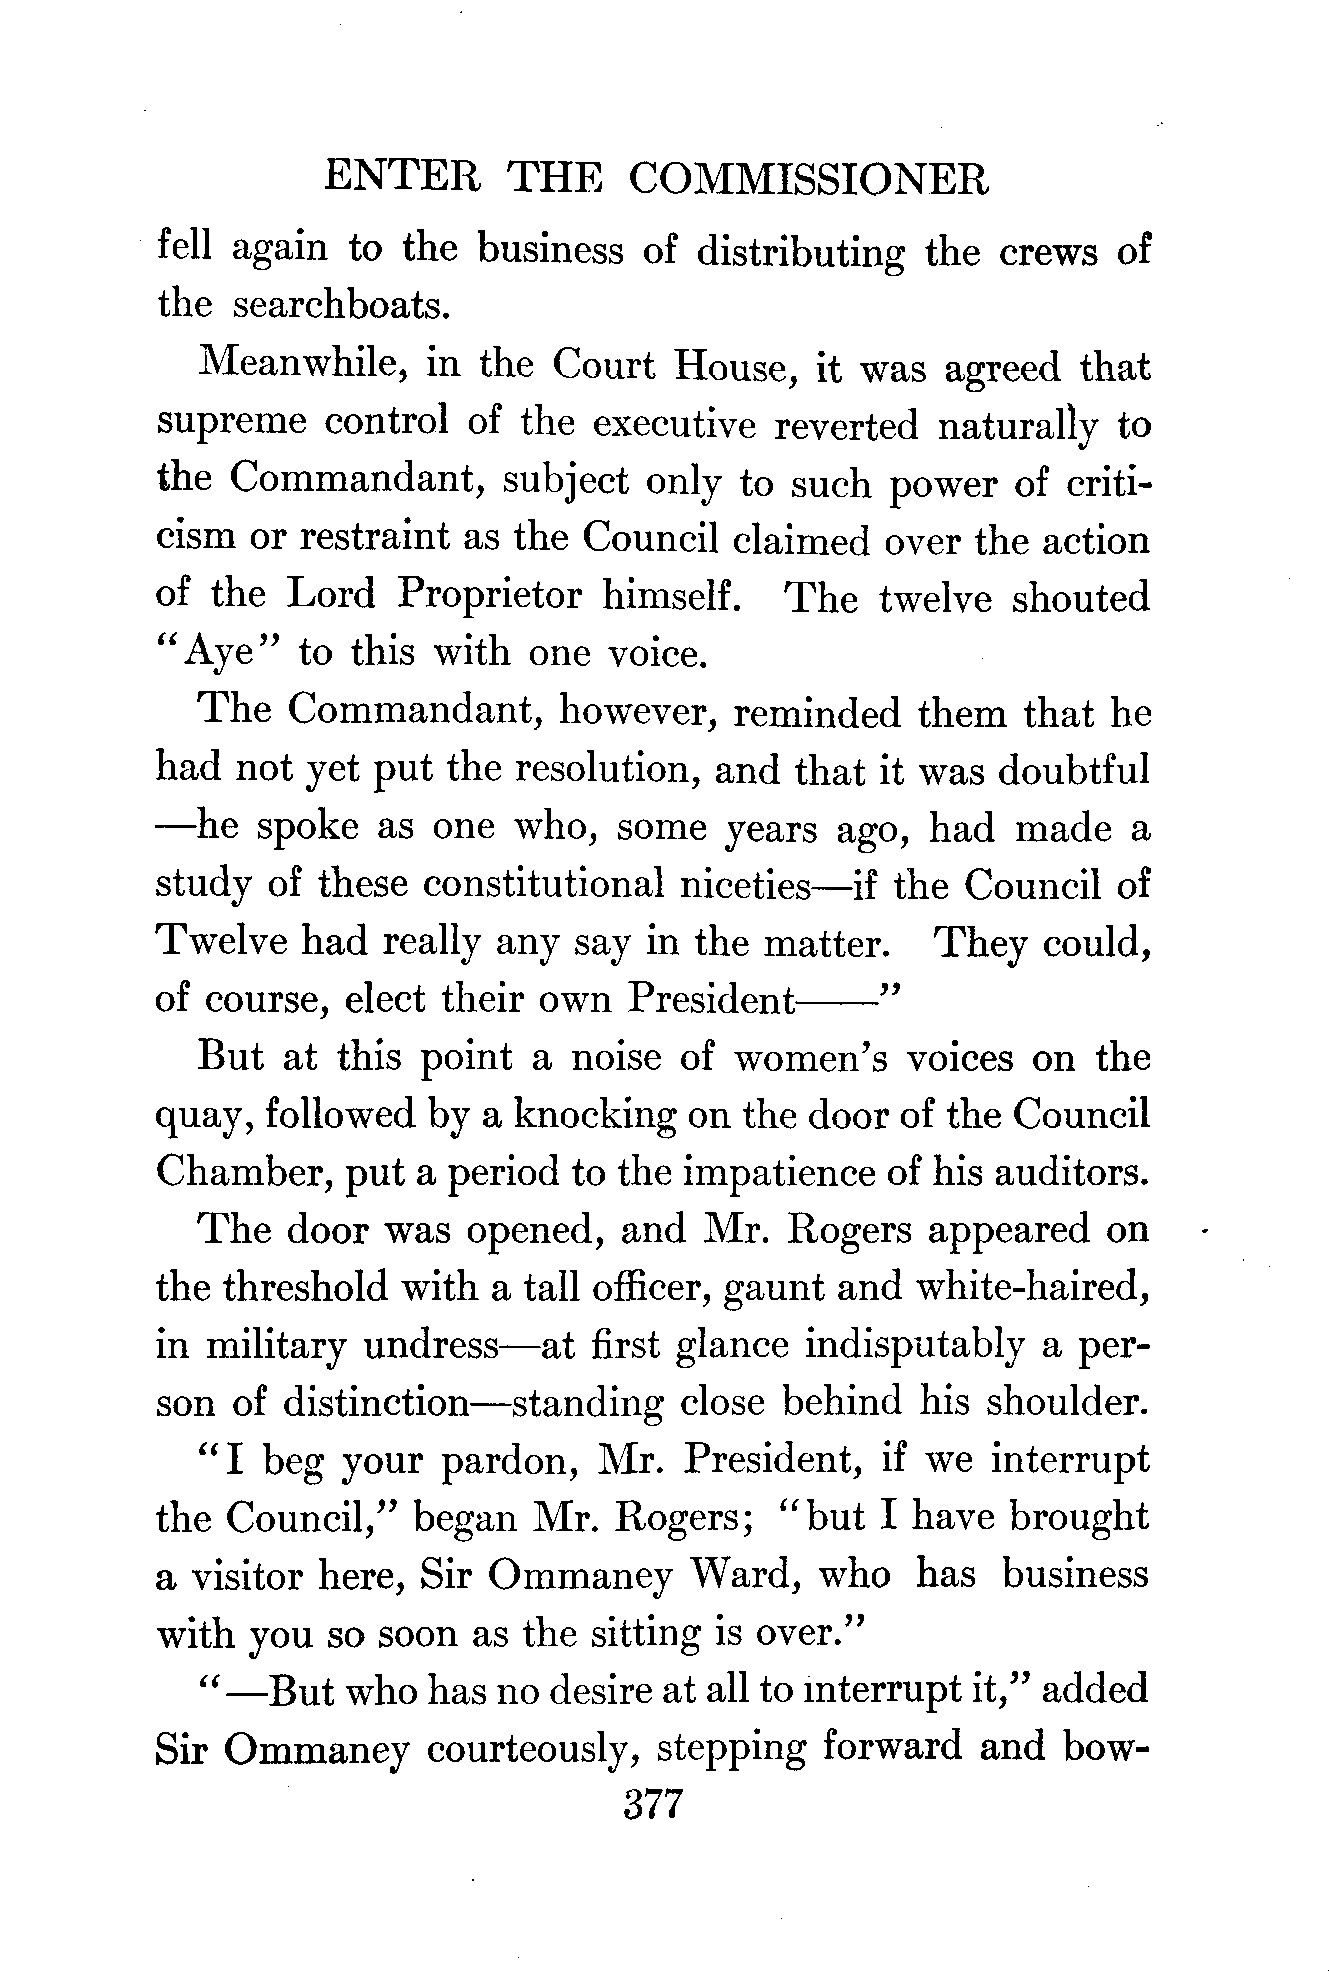 ENTER THE COMMISSIONER
fell again to the business of distributing the crews of
the searchboats.
Meanwhile, in the Court House, it was agreed that
supreme control of the executive reverted naturally to
the Commandant, subject only to such power of criti-
cism or restraint as the Council claimed over the action
of the Lord Proprietor himself. The twelve shouted
“Aye” to this with one voice.
The Commandant, however, reminded them that he
had not yet put the resolution, and that it was doubtful
—he spoke as one who, some years ago, had made a
study of these constitutional niceties—if the Council of
Twelve had really any say in the matter. They could,
of course, elect their own President——”
But at this point a noise of women’s voices on the
quay, followed by a knocking on the door of the Council
Chamber, put a period to the impatience of his auditors.
The door was opened, and Mr. Rogers appeared on
the threshold with a tall officer, gaunt and white-haired,
in military undress—at first glance indisputably a per-
son of distinction—standing close behind his shoulder.
“I beg your pardon, Mr. President, if we interrupt
the Council,” began Mr. Rogers; “but I have brought
a visitor here, Sir Ommaney Ward, who has business
with you so soon as the sitting is over.”
“—But who has no desire at all to interrupt it,” added
Sir Ommaney courteously, stepping forward and bow-
377